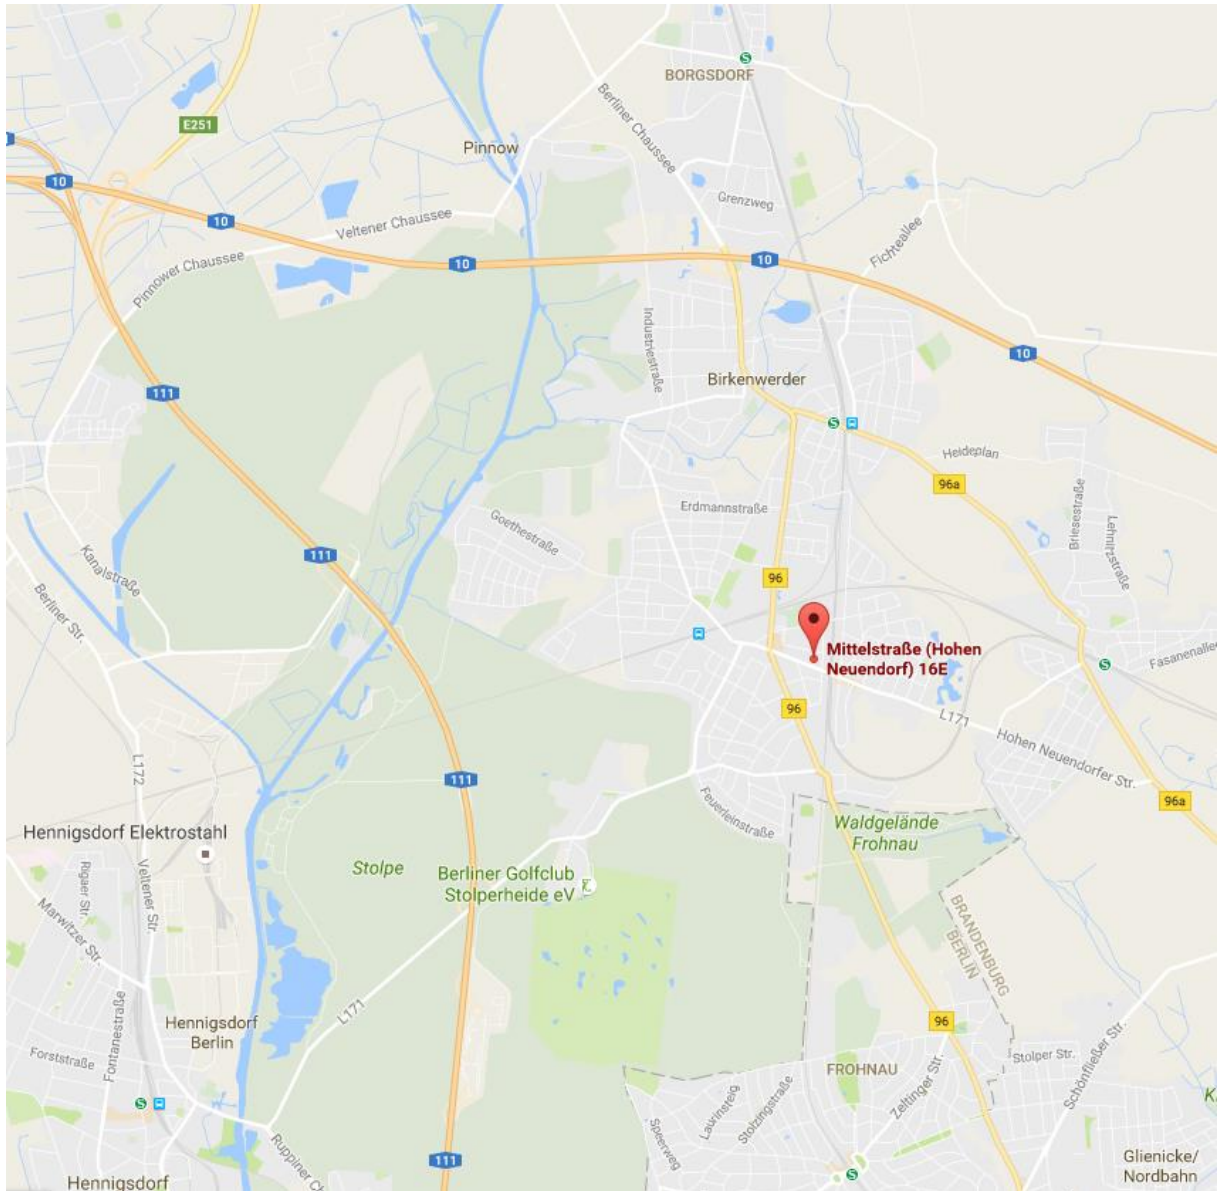 BORGSDORF
Berliner Chaussee
E251
Pinnow
10
10
Grenzweg
Veltener Chaussee
Fichteallee
10
10
Pinnower Chaussee
Industriestraße
10
Birkenwerder
111
Heideplan
96a
Erdmannstraße
Briesestraße
Lehnitzstraße
Goethestraße
111
Kanalstraße
96
Berliner Str.
Mittelstraße (Hohen
Neuendorf) 16E
Fasanenallee
96
L171
Hohen Neuendorfer Str.
L172
111
96a
Feuerleinstraße
Hennigsdorf Elektrostahl
Waldgelände
Frohnau
Stolpe
Berliner Golfclub
Stolperheide eV
Rigaer Str.
Marwitzer Str.
Veltener Str
BRANDENBURG
BERLIN
L171
Fontanestraße
Hennigsdorf
Berlin
96
Forststraße
Stolper Str.
Schönfließer Str.
FROHNAU
Zeltinger Str.
Laurinsteig
Stolzingstraße
Speerweg
Ruppiner Ch
111
Glienicke/
Nordbahn
Hennigsdorf